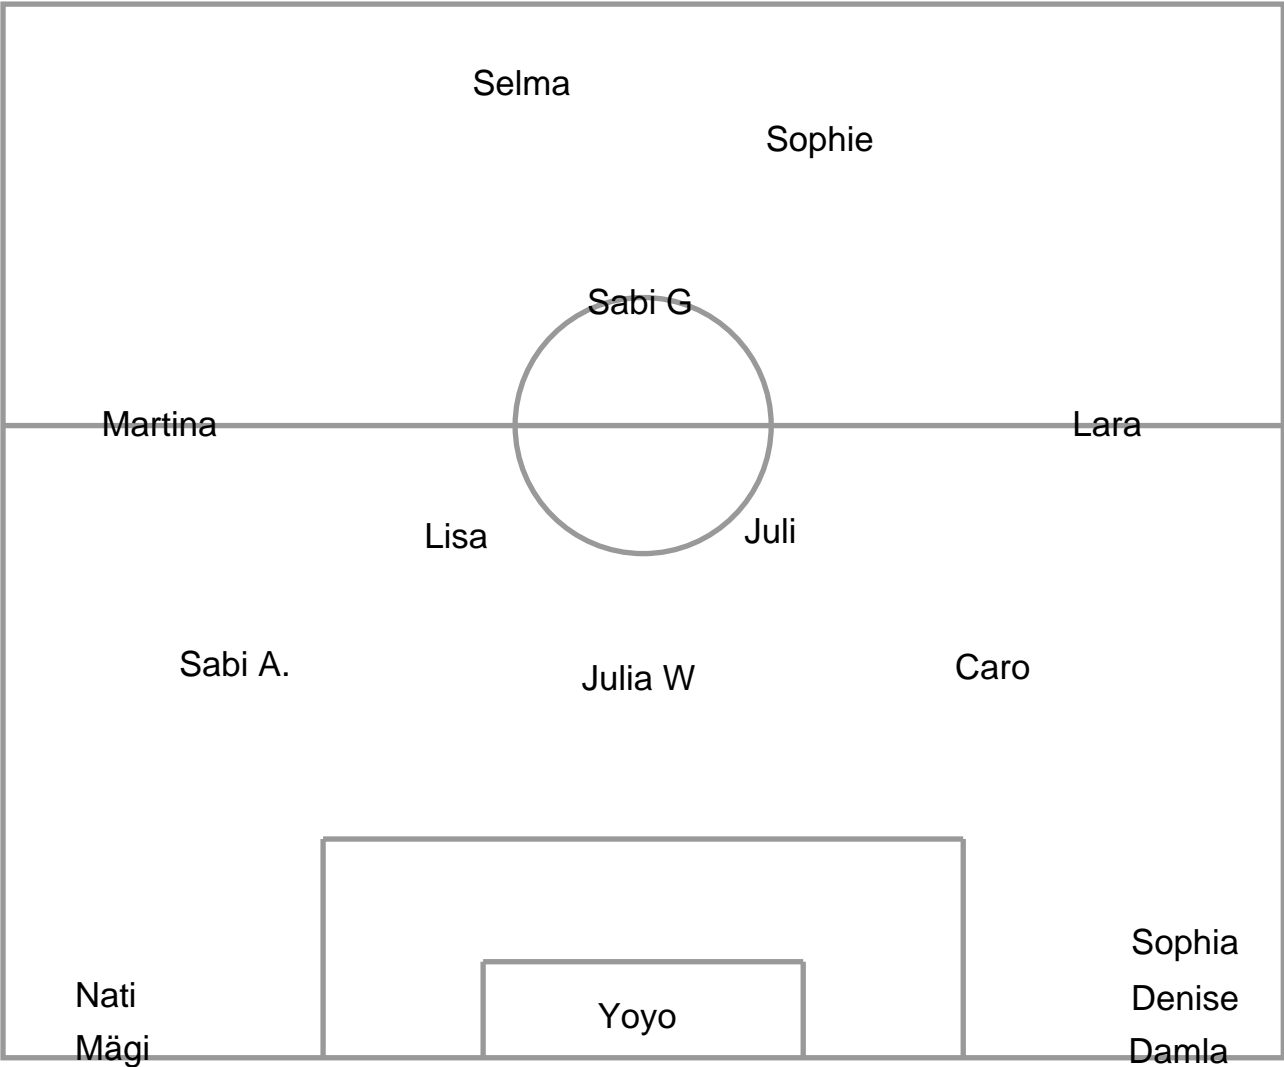 Selma
Sophie
Sabi G
Martina
Lara
Lisa
Juli
Sabi A.
Julia W
Caro
Sophia
Nati
Denise
Yoyo
Mägi
Damla